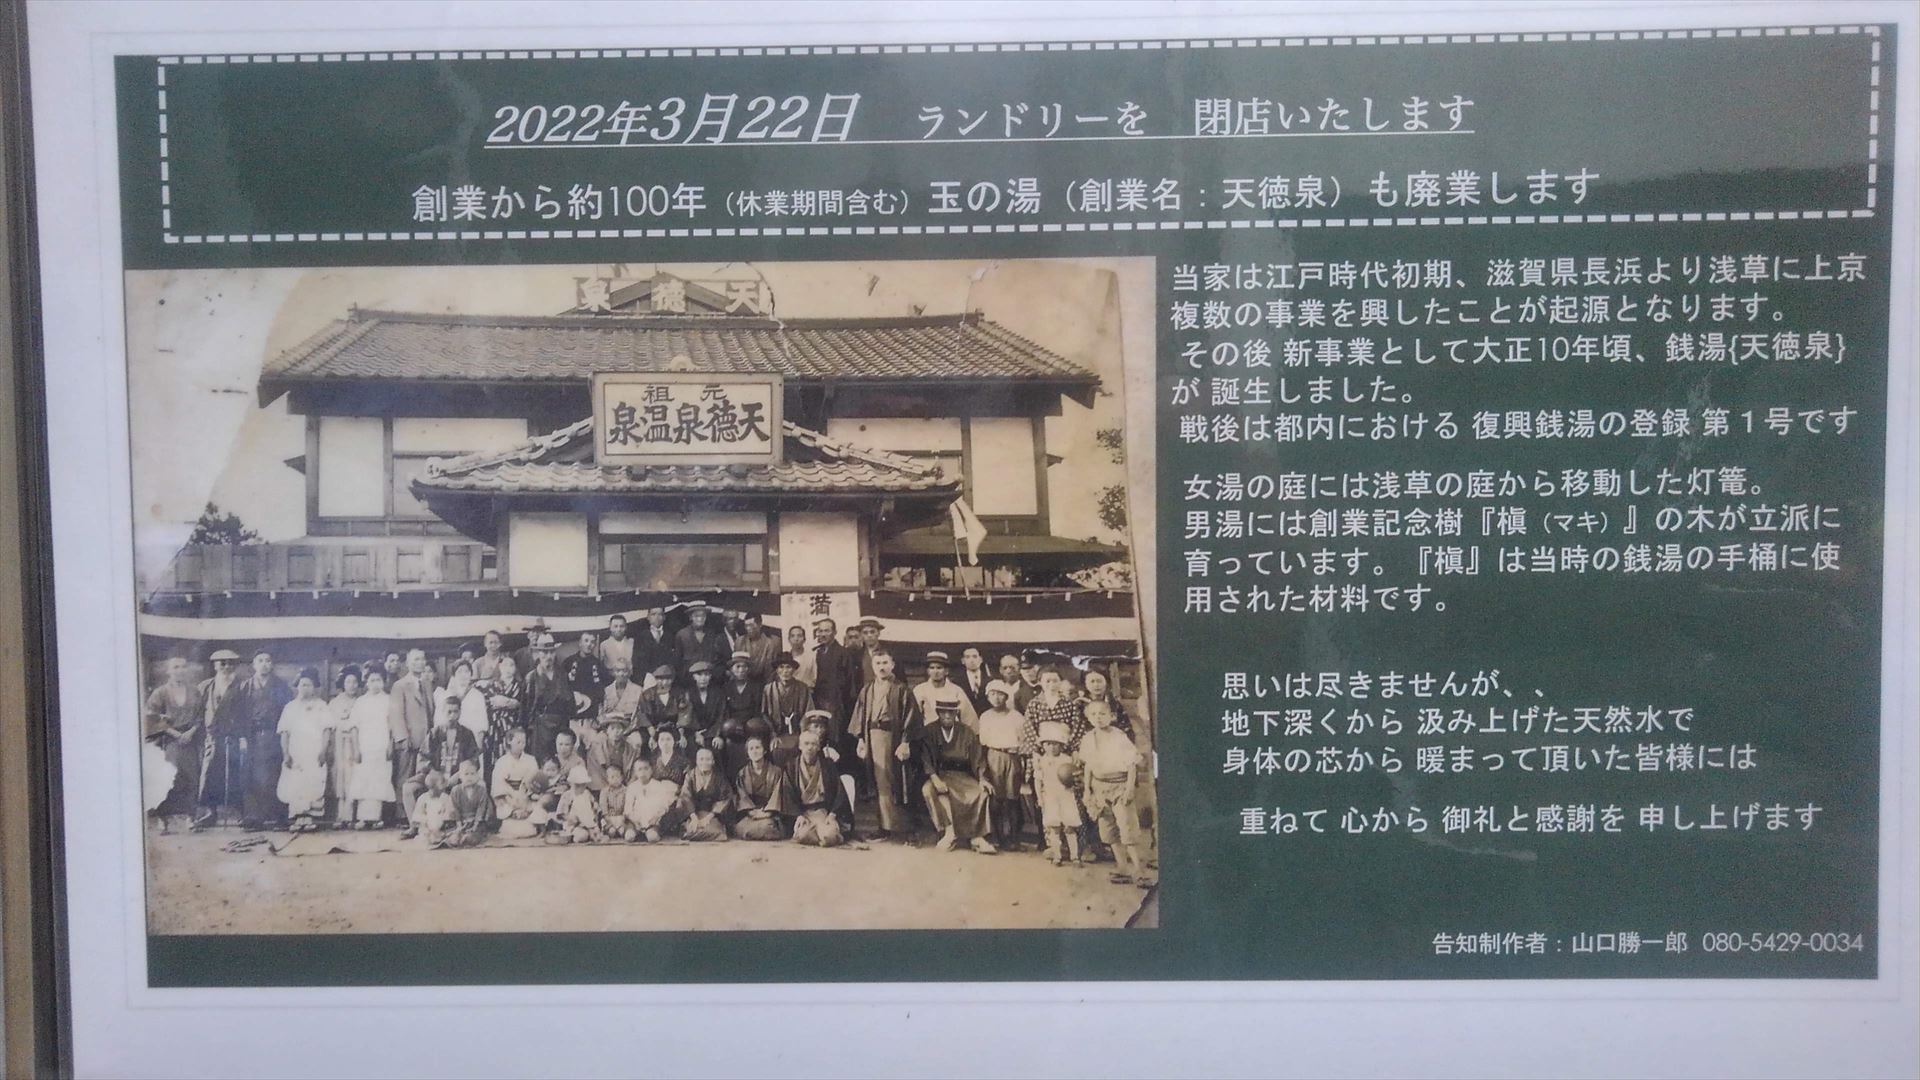 2022年3月22日 ランドリーを 閉店いたします
創業から約100年（休業期間含む）玉の湯（創業名：天徳泉）も廃業します
泉徳天
元祖
泉温泉徳天
満
当家は江戸時代初期、滋賀県長浜より浅草に上京
複数の事業を興したことが起源となります。
その後 新事業として大正10年頃、銭湯{天徳泉}
が 誕生しました。
戦後は都内における 復興銭湯の登録 第１号です
女湯の庭には浅草の庭から移動した灯篭。
男湯には創業記念樹『槇（マキ）』の木が立派に
育っています。『槇』は当時の銭湯の手桶に使
用された材料です。
思いは尽きませんが、、
地下深くから 汲み上げた天然水で
身体の芯から 暖まって頂いた皆様には
重ねて 心から 御礼と感謝を 申し上げます
告知制作者：山口勝一郎 080-5429-0034